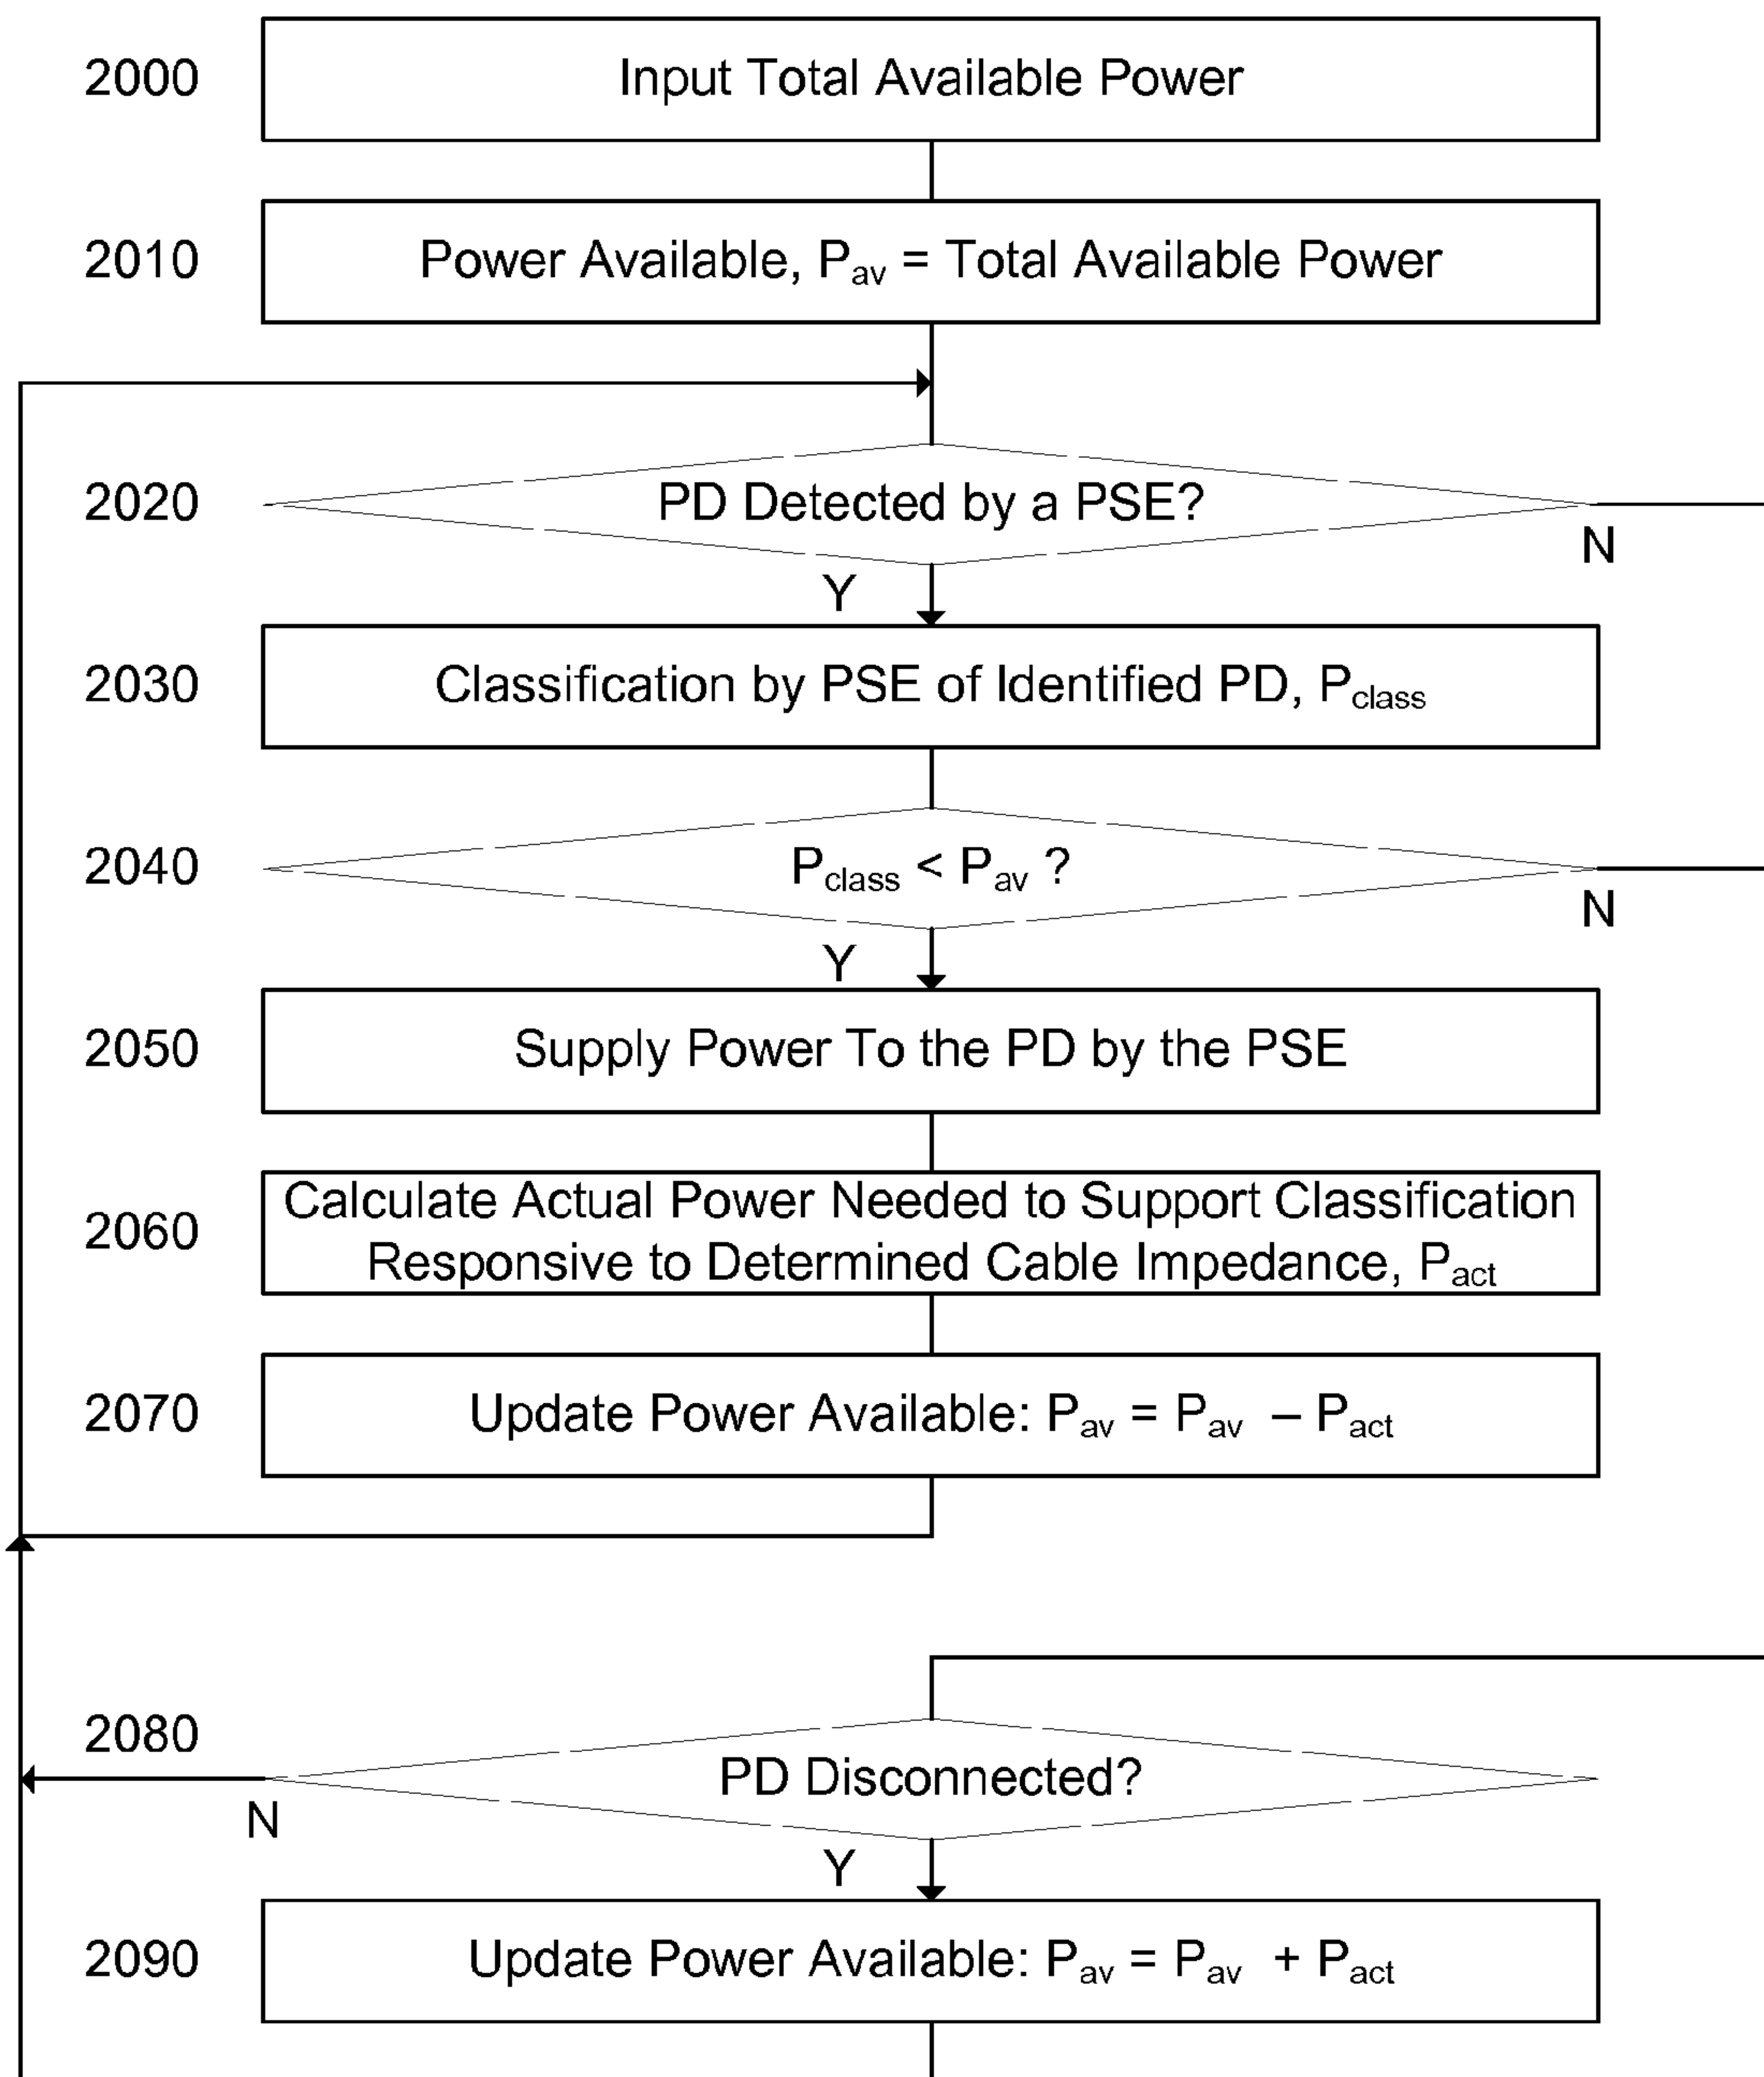 2000 Input Total Available Power
2010 Power Available, Pav = Total Available Power
2020 PD Detected by a PSE?
N
Y
2030 Classification by PSE of Identified PD, Pclass
2040 Pclass < Pav ?
N
Y
2050 Supply Power To the PD by the PSE
2060 Calculate Actual Power Needed to Support Classification
Responsive to Determined Cable Impedance, Pact
2070 Update Power Available: Pav = Pav – Pact
2080 PD Disconnected?
N
Y
2090 Update Power Available: Pav = Pav + Pact